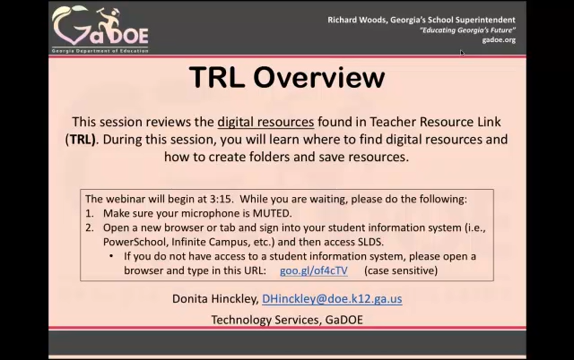 GaDOE
Georgia Department of Education
Richard Woods, Georgia's School Superintendent
"Educating Georgia's Future"
gadoe.org
TRL Overview
This session reviews the digital resources found in Teacher Resource Link
(TRL). During this session, you will learn where to find digital resources and
how to create folders and save resources.
The webinar will begin at 3:15. While you are waiting, please do the following:
1. Make sure your microphone is MUTED.
2. Open a new browser or tab and sign into your student information system (i.e.,
PowerSchool, Infinite Campus, etc.) and then access SLDS.
• If you do not have access to a student information system, please open a
browser and type in this URL: goo.gl/of4cTV (case sensitive)
Donita Hinckley, DHinckley@doe.k12.ga.us
Technology Services, GaDOE